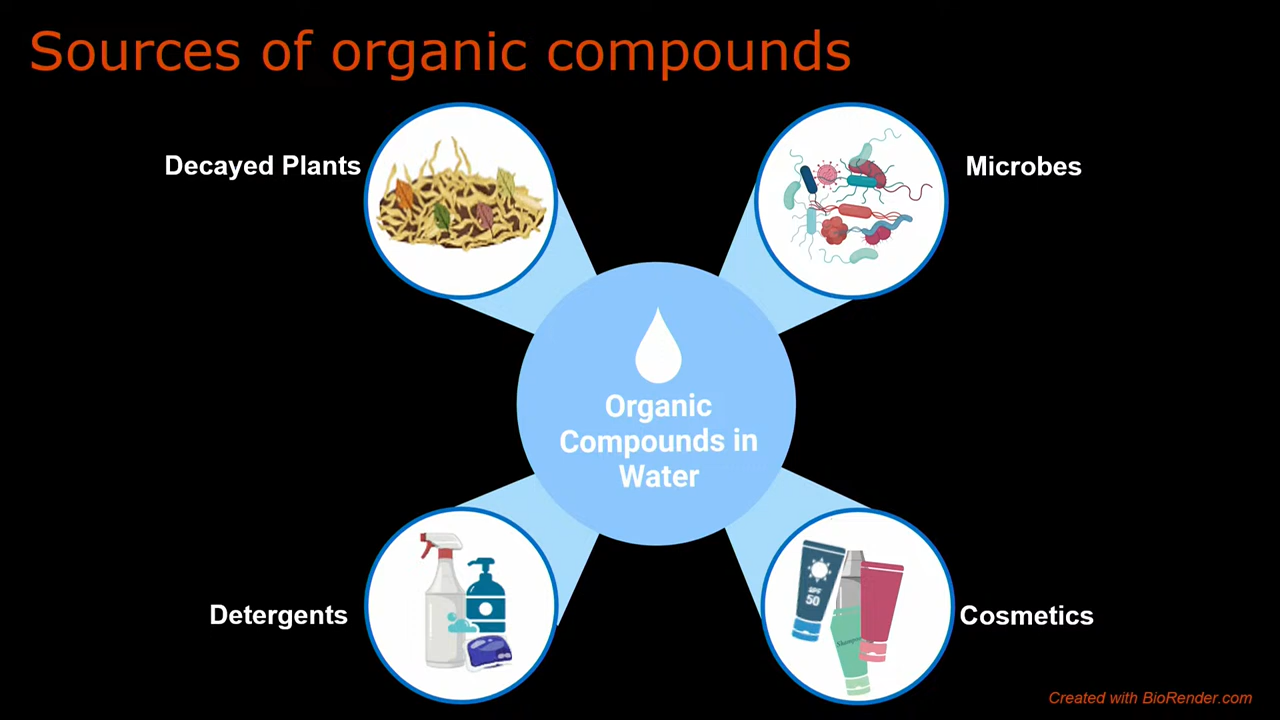 Sources of organic compounds
Decayed Plants
Microbes
Organic
Compounds in
Water
SPF
50
Shampoo
Detergents
Cosmetics
Created with BioRender.com